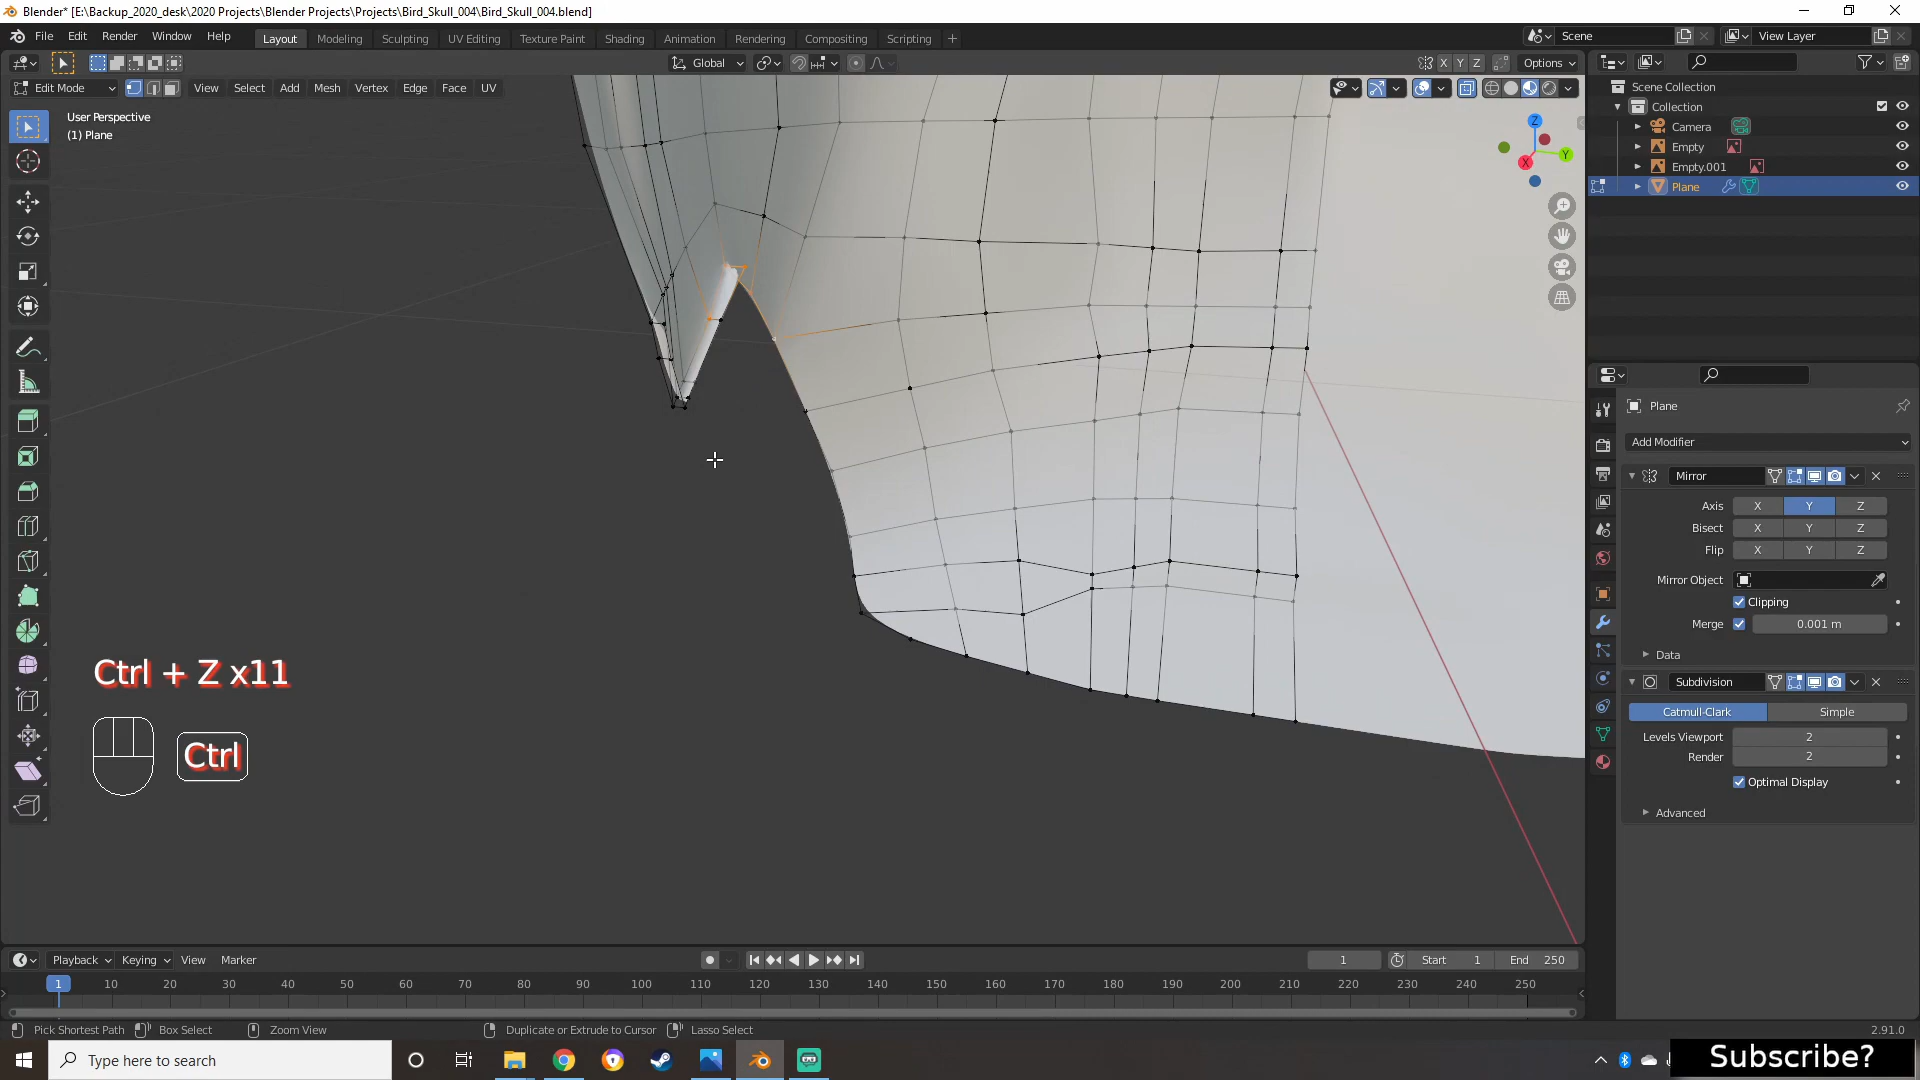 Blender* [E:\Backup_2020_desk\2020 Projects\Blender Projects\Projects\Bird_Skull_004\Bird_Skull_004.blend]
File Edit Render Window Help Layout Modeling Sculpting UV Editing Texture Paint Shading Animation Rendering Compositing Scripting + Scene View Layer
Global X Y Z Options
Edit Mode View Select Add Mesh Vertex Edge Face UV
User Perspective
(1) Plane
Z
Y
X
Scene Collection
Collection
Camera
Empty
Empty.001
Plane
Plane
Add Modifier
Mirror
Axis X Y Z
Bisect X Y Z
Flip X Y Z
Mirror Object
Clipping
Merge 0.001 m
Data
Subdivision
Catmull-Clark Simple
Levels Viewport 2
Render 2
Optimal Display
Advanced
Ctrl + Z x11
Ctrl
Playback Keying View Marker 1 Start 1 End 250
1 10 20 30 40 50 60 70 80 90 100 110 120 130 140 150 160 170 180 190 200 210 220 230 240 250
Pick Shortest Path Box Select Zoom View Duplicate or Extrude to Cursor Lasso Select 2.91.0
Type here to search
Subscribe?